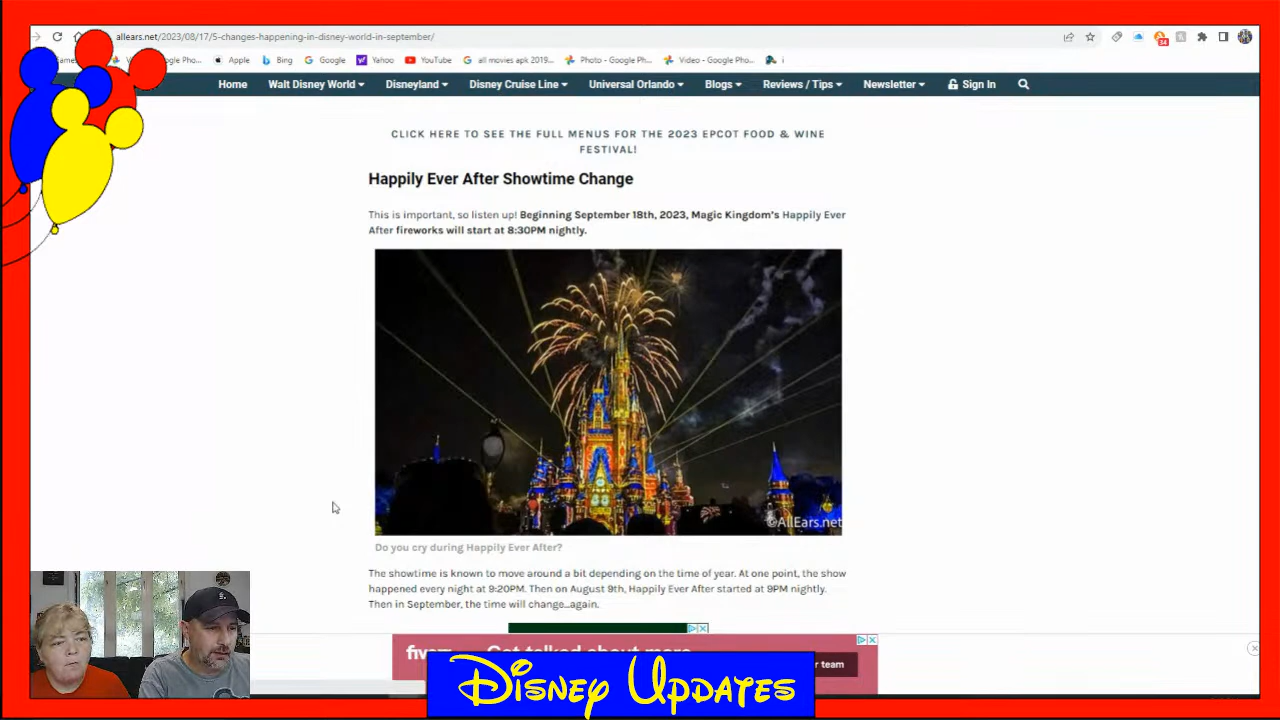 allears.net/2023/08/17/5-changes-happening-in-disney-world-in-september/
Bing Google Apple Yahoo YouTube all movies apk 2019... Photo - Google Ph... Video - Google Pho... i
Home Walt Disney World Disneyland Disney Cruise Line Universal Orlando Blogs Reviews / Tips Newsletter Sign In
CLICK HERE TO SEE THE FULL MENUS FOR THE 2023 EPCOT FOOD & WINE
FESTIVAL!
Happily Ever After Showtime Change
This is important, so listen up! Beginning September 18th, 2023, Magic Kingdom's Happily Ever
After fireworks will start at 8:30PM nightly.
©AllEars.net
Do you cry during Happily Ever After?
The showtime is known to move around a bit depending on the time of year. At one point, the show
happened every night at 9:20PM. Then on August 9th, Happily Ever After started at 9PM nightly.
Then in September, the time will change...again.
Get talked about more
r team
Disney Updates